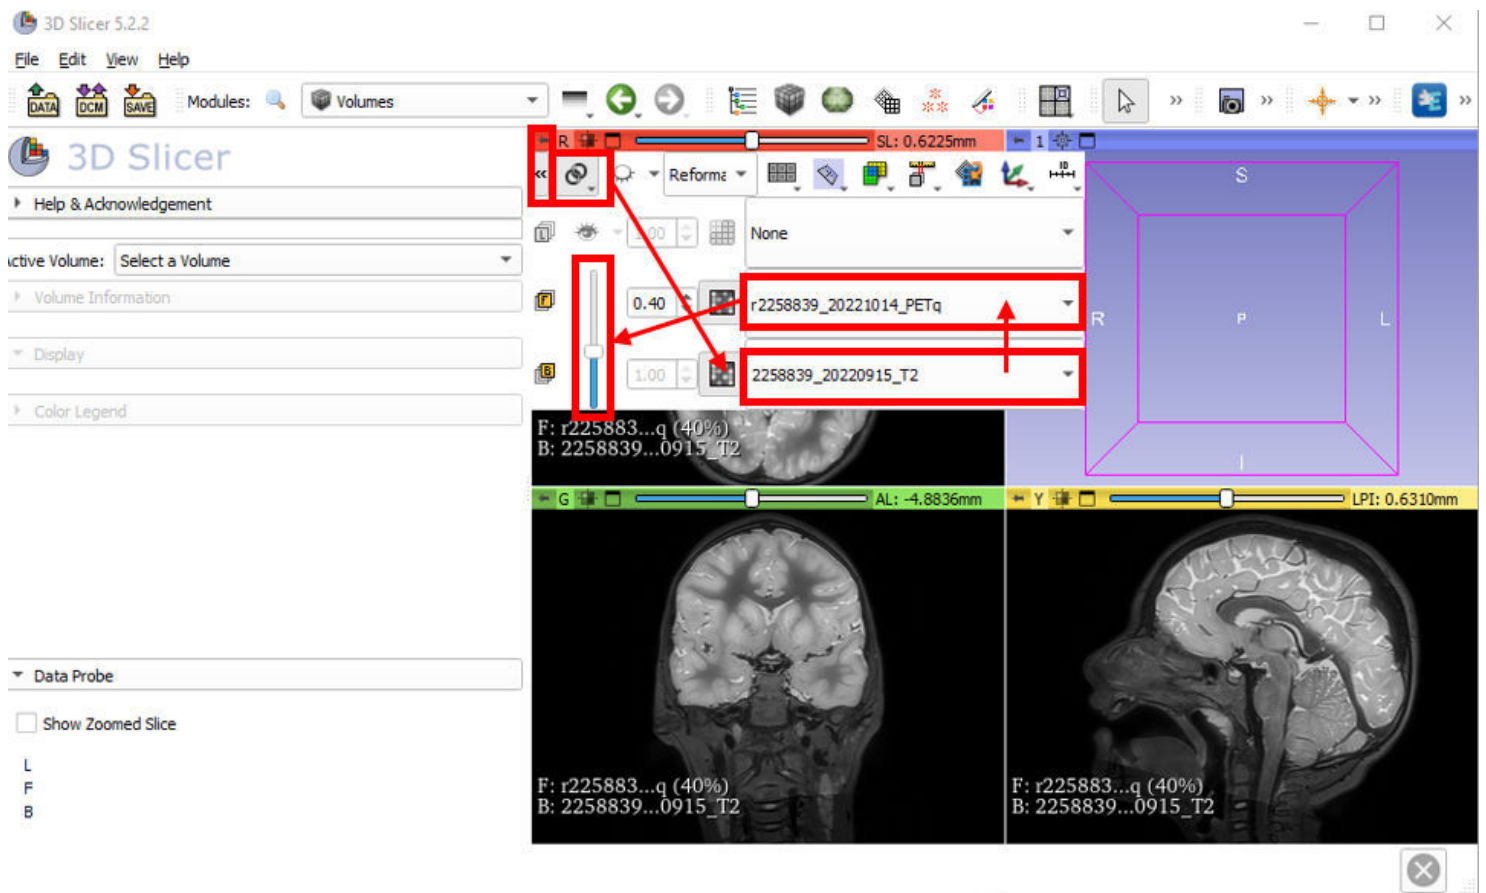 3D Slicer 5.2.2
File Edit View Help
DATA DCM SAVE Modules: Volumes
3D Slicer
Help & Acknowledgement
Active Volume: Select a Volume
Volume Information
Display
Color Legend
Data Probe
Show Zoomed Slice
L
F
B
R SL: 0.6225mm
Reforma
L 1.00 None
F 0.40 r2258839_20221014_PETq
B 1.00 2258839_20220915_T2
F: r225883...q (40%)
B: 2258839...0915_T2
1
S
R P L
I
G AL: -4.8836mm
F: r225883...q (40%)
B: 2258839...0915_T2
Y LPI: 0.6310mm
F: r225883...q (40%)
B: 2258839...0915_T2